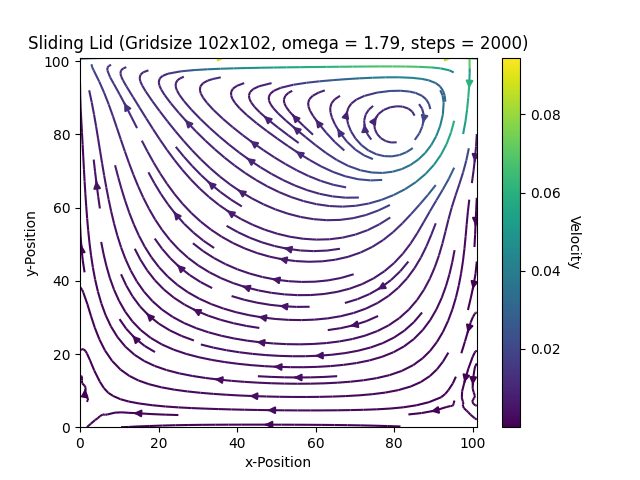 Sliding Lid (Gridsize 102x102, omega = 1.79, steps = 2000)
100
80
60
40
20
0
y-Position
0 20 40 60 80 100
x-Position
0.08
0.06
0.04
0.02
Velocity